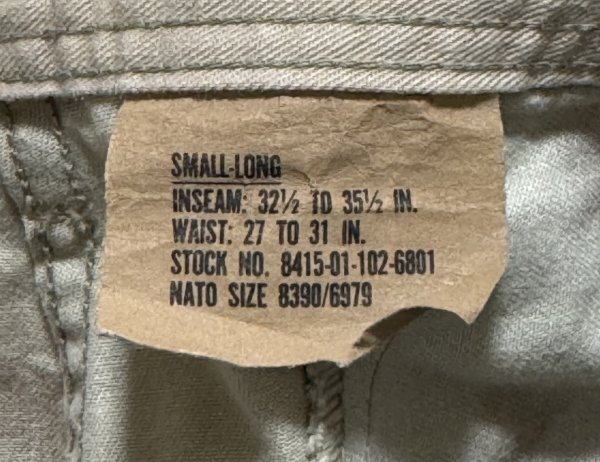 SMALL-LONG
INSEAM: 32½ TO 35½ IN.
WAIST: 27 TO 31 IN.
STOCK NO. 8415-01-102-6801
NATO SIZE 8390/6979